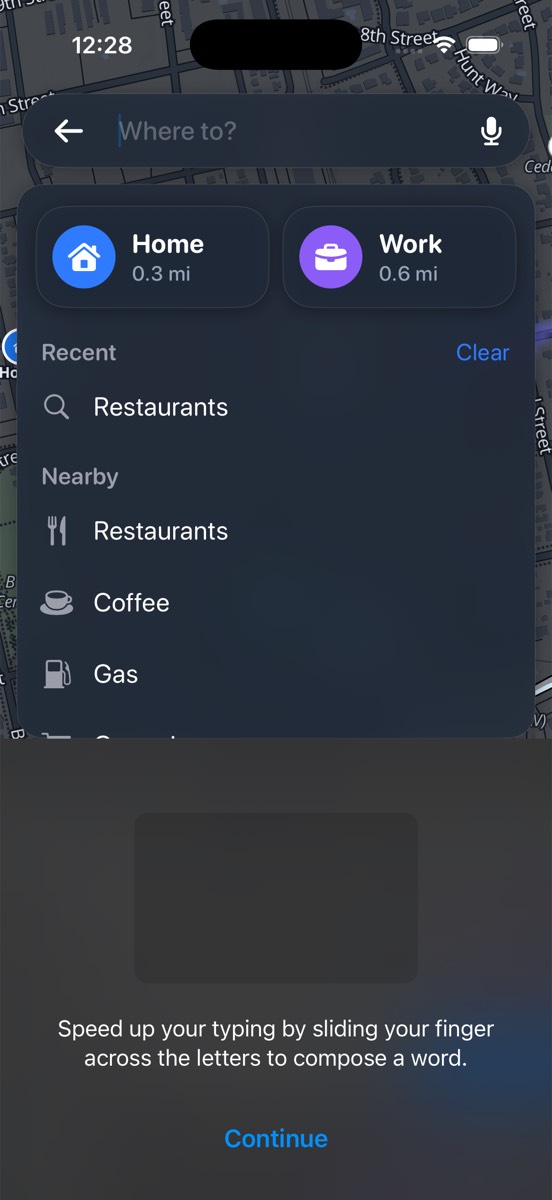 12:28
8th Street
Hunt Way
Where to?
Home
0.3 mi
Work
0.6 mi
Recent
Clear
Restaurants
Nearby
Restaurants
Coffee
Gas
Street
Speed up your typing by sliding your finger
across the letters to compose a word.
Continue